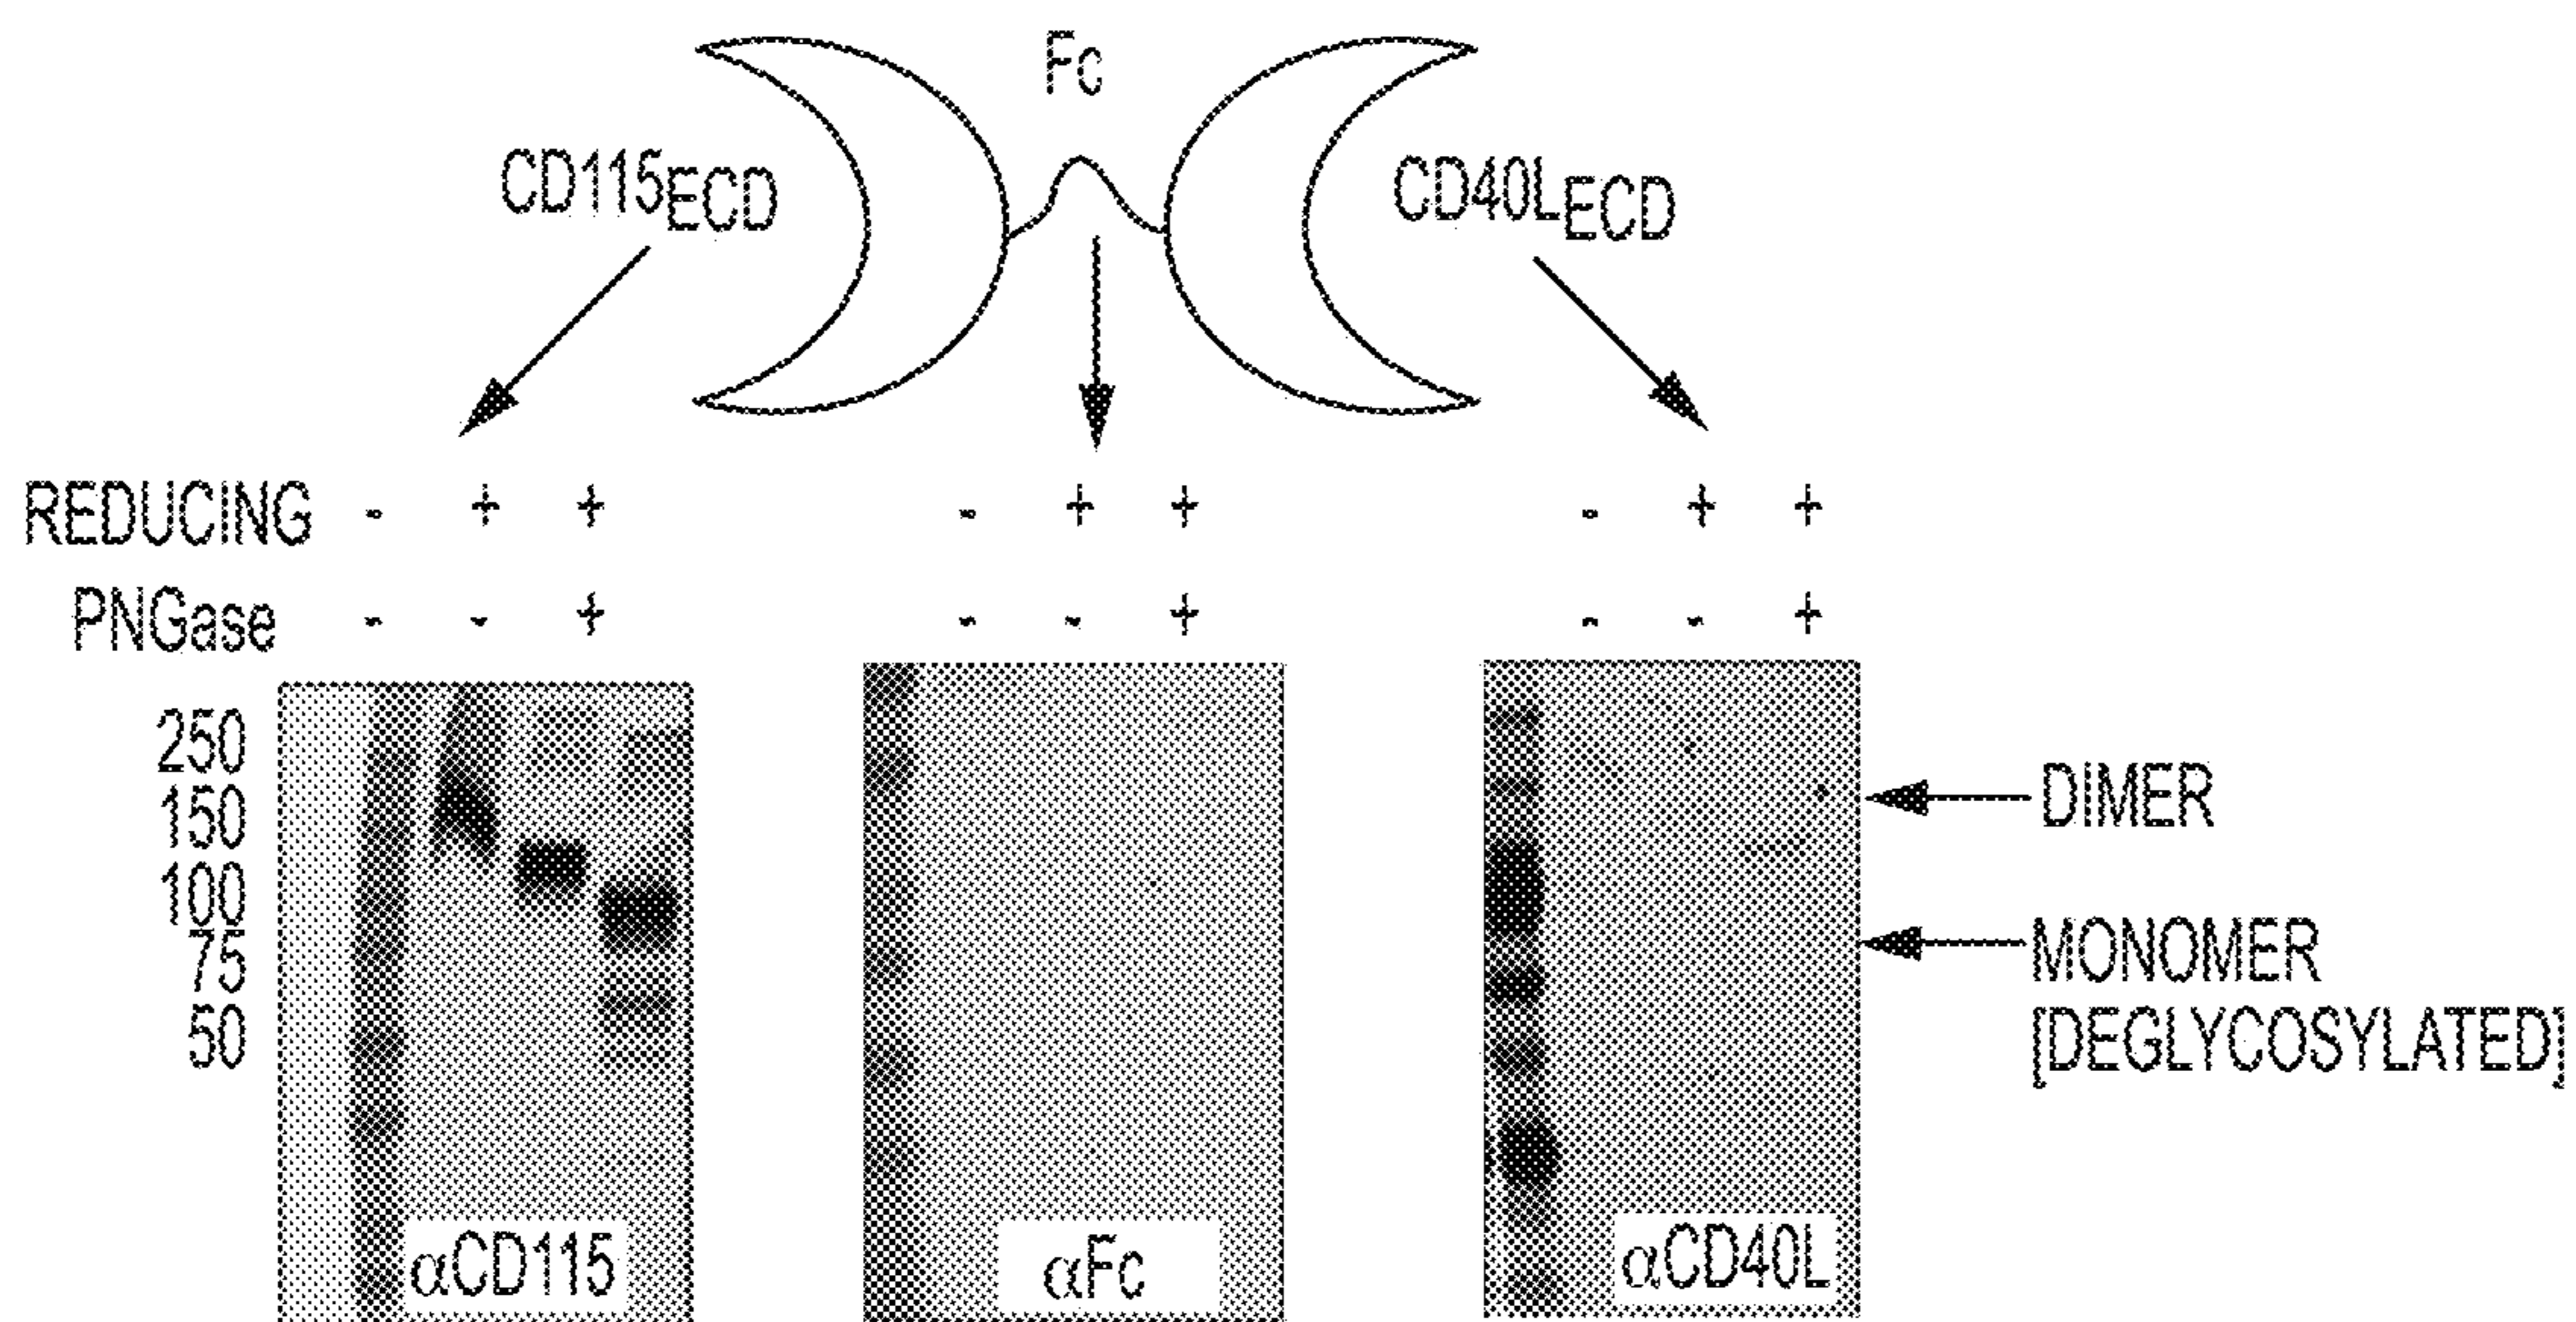 Fc
CD115ECD
CD40LECD
REDUCING - + + - + + - + +
PNGase - - + - - + - - +
250
150
100
75
50
DIMER
MONOMER
[DEGLYCOSYLATED]
αCD115
αFc
αCD40L